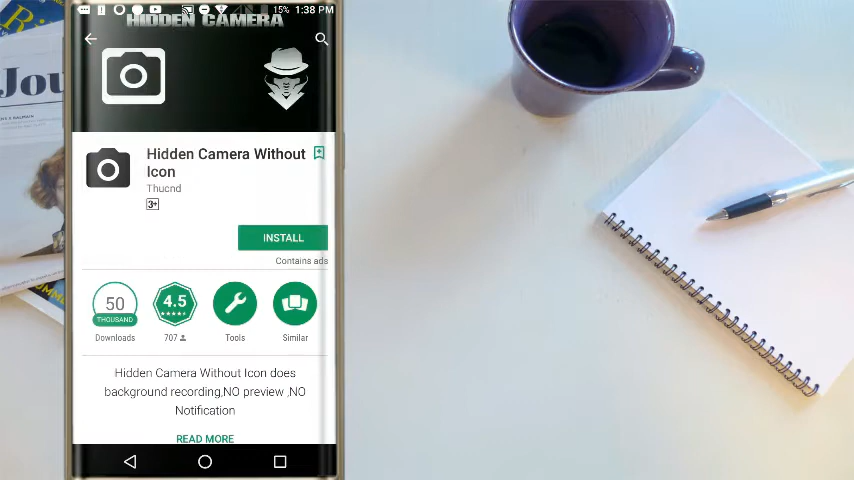 15% 1:38 PM
HIDDEN CAMERA
Hidden Camera Without
Icon
Thucnd
3+
INSTALL
Contains ads
50
THOUSAND
4.5
Downloads
707
Tools
Similar
Hidden Camera Without Icon does
background recording,NO preview ,NO
Notification
READ MORE
Jou